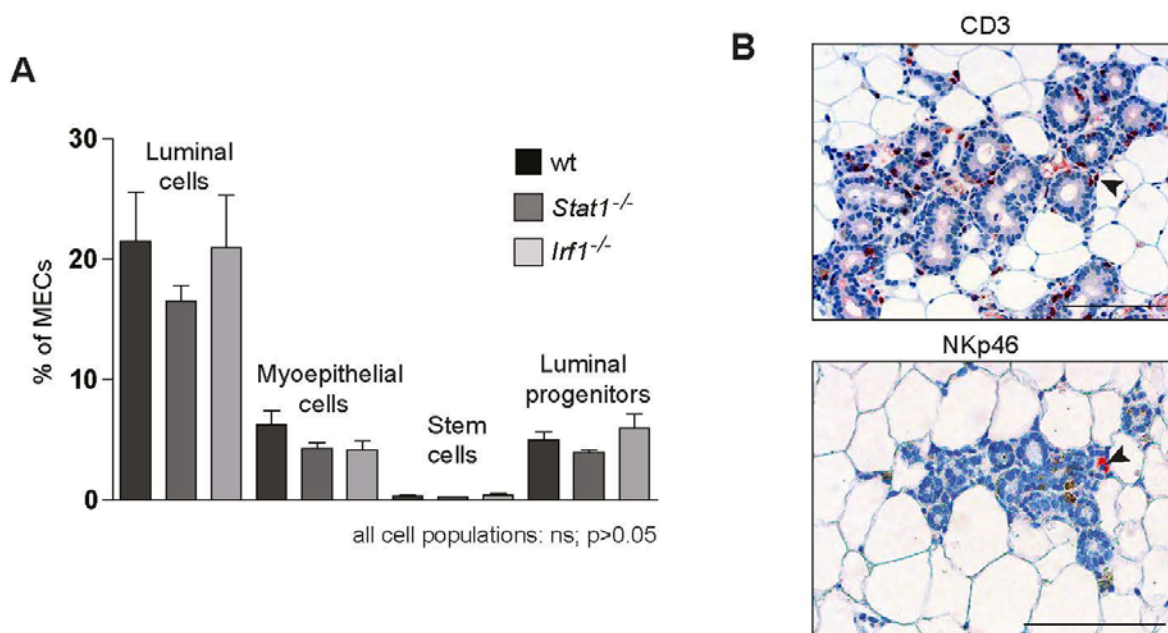 A
30
20
10
0
% of MECs
Luminal
cells
Myoepithelial
cells
Stem
cells
Luminal
progenitors
wt
Stat1-/-
Irf1-/-
all cell populations: ns; p>0.05
B
CD3
NKp46